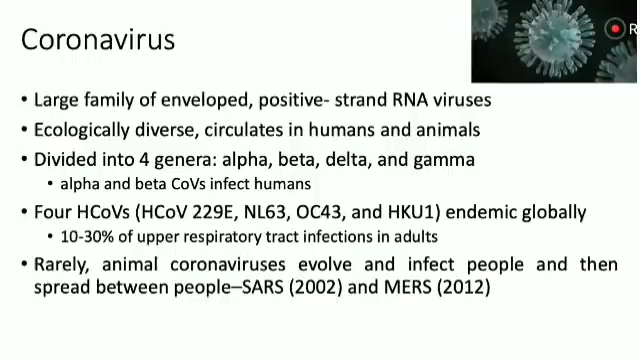 Coronavirus
R
• Large family of enveloped, positive- strand RNA viruses
• Ecologically diverse, circulates in humans and animals
• Divided into 4 genera: alpha, beta, delta, and gamma
• alpha and beta CoVs infect humans
• Four HCoVs (HCoV 229E, NL63, OC43, and HKU1) endemic globally
• 10-30% of upper respiratory tract infections in adults
• Rarely, animal coronaviruses evolve and infect people and then
spread between people–SARS (2002) and MERS (2012)